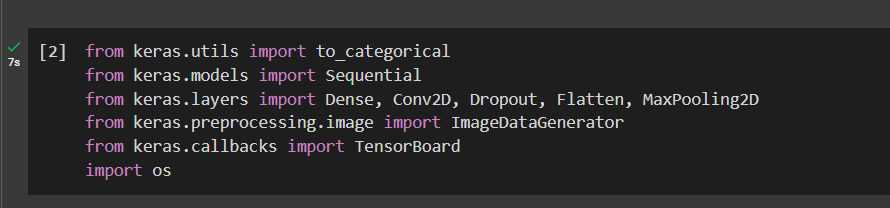 [2] from keras.utils import to_categorical
from keras.models import Sequential
from keras.layers import Dense, Conv2D, Dropout, Flatten, MaxPooling2D
from keras.preprocessing.image import ImageDataGenerator
from keras.callbacks import TensorBoard
import os
7s